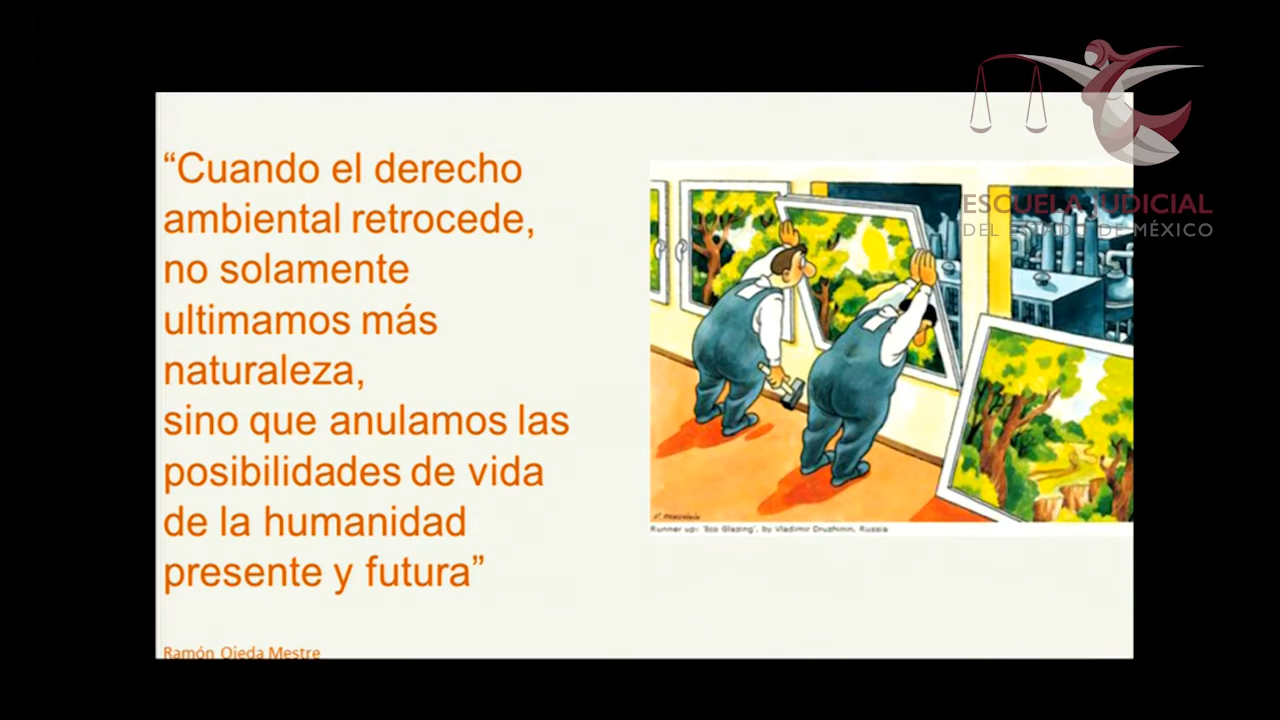 “Cuando el derecho
ambiental retrocede,
no solamente
ultimamos más
naturaleza,
sino que anulamos las
posibilidades de vida
de la humanidad
presente y futura”
Ramón Ojeda Mestre
ESCUELA JUDICIAL
DEL ESTADO DE MÉXICO
Runner up: 'Eco Glazing', by Vladimir Druzhinin, Russia